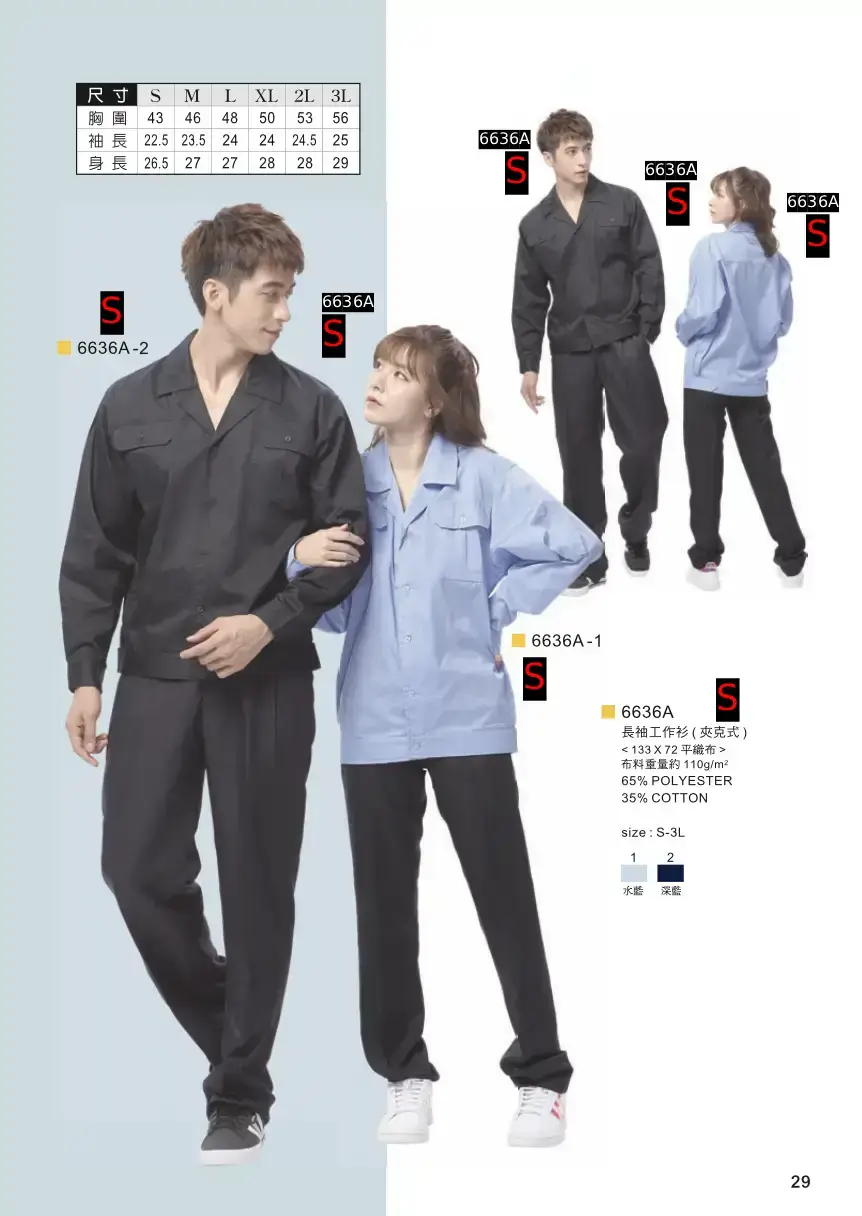 尺寸 S M L XL 2L 3L
胸圍 43 46 48 50 53 56
袖長 22.5 23.5 24 24 24.5 25
身長 26.5 27 27 28 28 29
6636A
S
6636A
S
6636A
S
S
6636A-2
6636A
S
6636A-1
S
S
6636A
長袖工作衫 ( 夾克式 )
< 133 X 72 平織布 >
布料重量約 110g/m²
65% POLYESTER
35% COTTON
size : S-3L
1 2
水藍 深藍
29